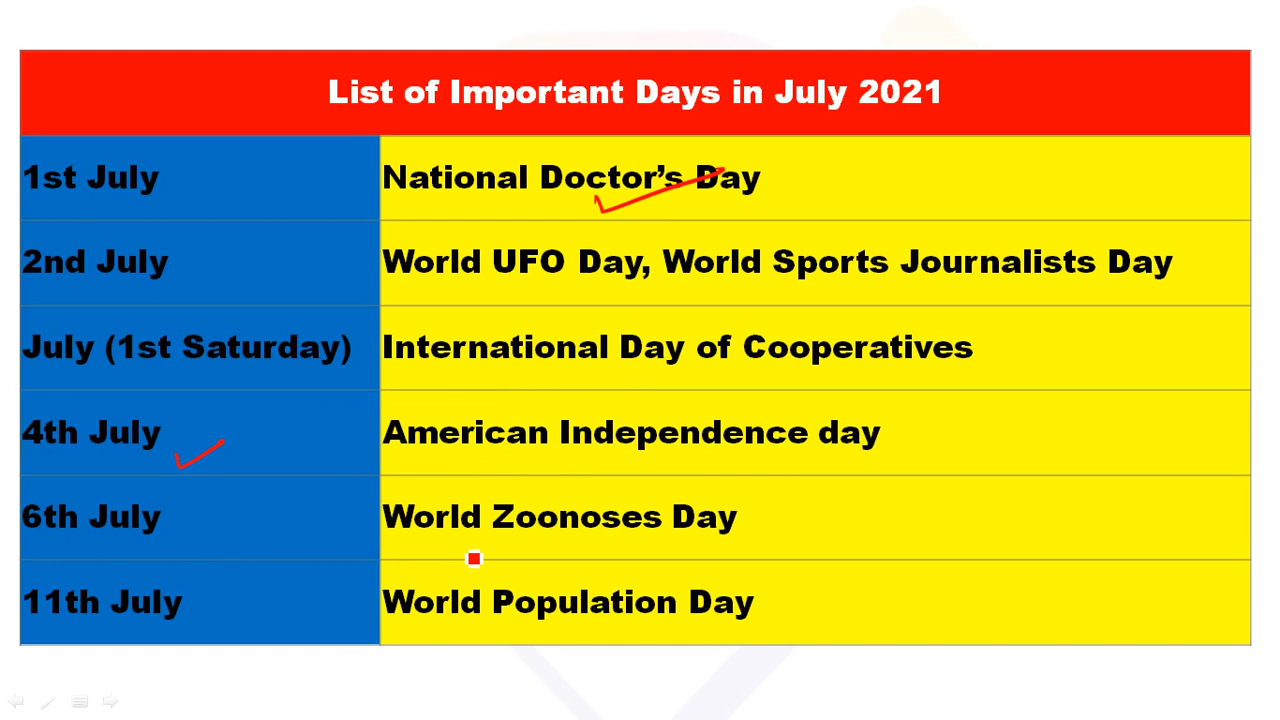 List of Important Days in July 2021
1st July National Doctor’s Day
2nd July World UFO Day, World Sports Journalists Day
July (1st Saturday) International Day of Cooperatives
4th July American Independence day
6th July World Zoonoses Day
11th July World Population Day